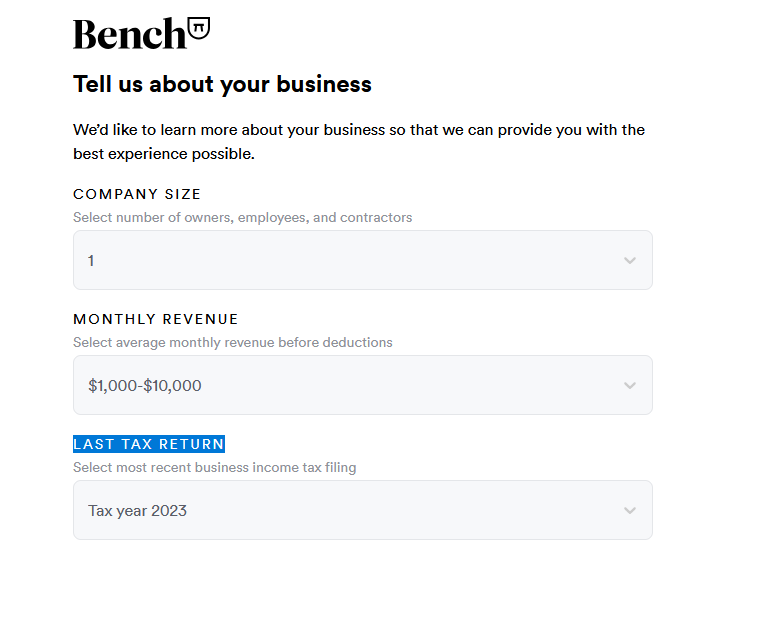 Bench
Tell us about your business
We'd like to learn more about your business so that we can provide you with the
best experience possible.
COMPANY SIZE
Select number of owners, employees, and contractors
1
MONTHLY REVENUE
Select average monthly revenue before deductions
$1,000-$10,000
LAST TAX RETURN
Select most recent business income tax filing
Tax year 2023